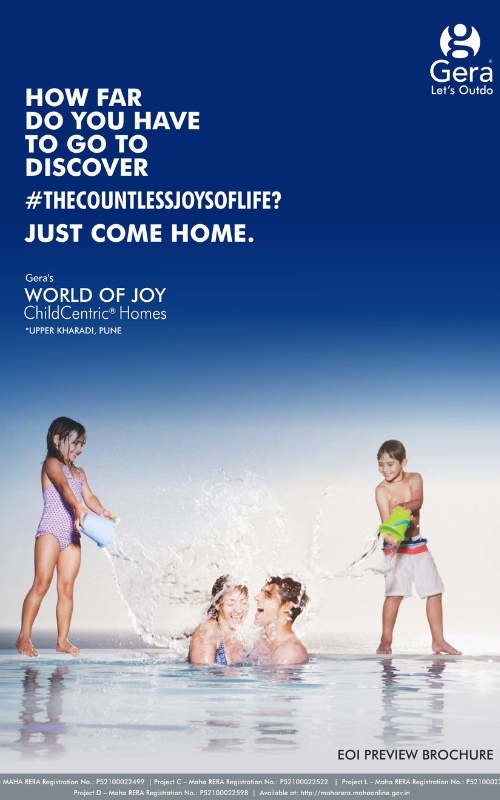 Gera®
Let's Outdo
HOW FAR
DO YOU HAVE
TO GO TO
DISCOVER
#THECOUNTLESSJOYSOFLIFE?
JUST COME HOME.
Gera's
WORLD OF JOY
ChildCentric® Homes
*UPPER KHARADI, PUNE
EOI PREVIEW BROCHURE
MAHA RERA Registration No.: P52100022499 | Project C – Maha RERA Registration No.: P52100022522 | Project L – Maha RERA Registration No.:
Project D – Maha RERA Registration No.: P52100022598 | Available at: http://maharera.mahaonline.gov.in